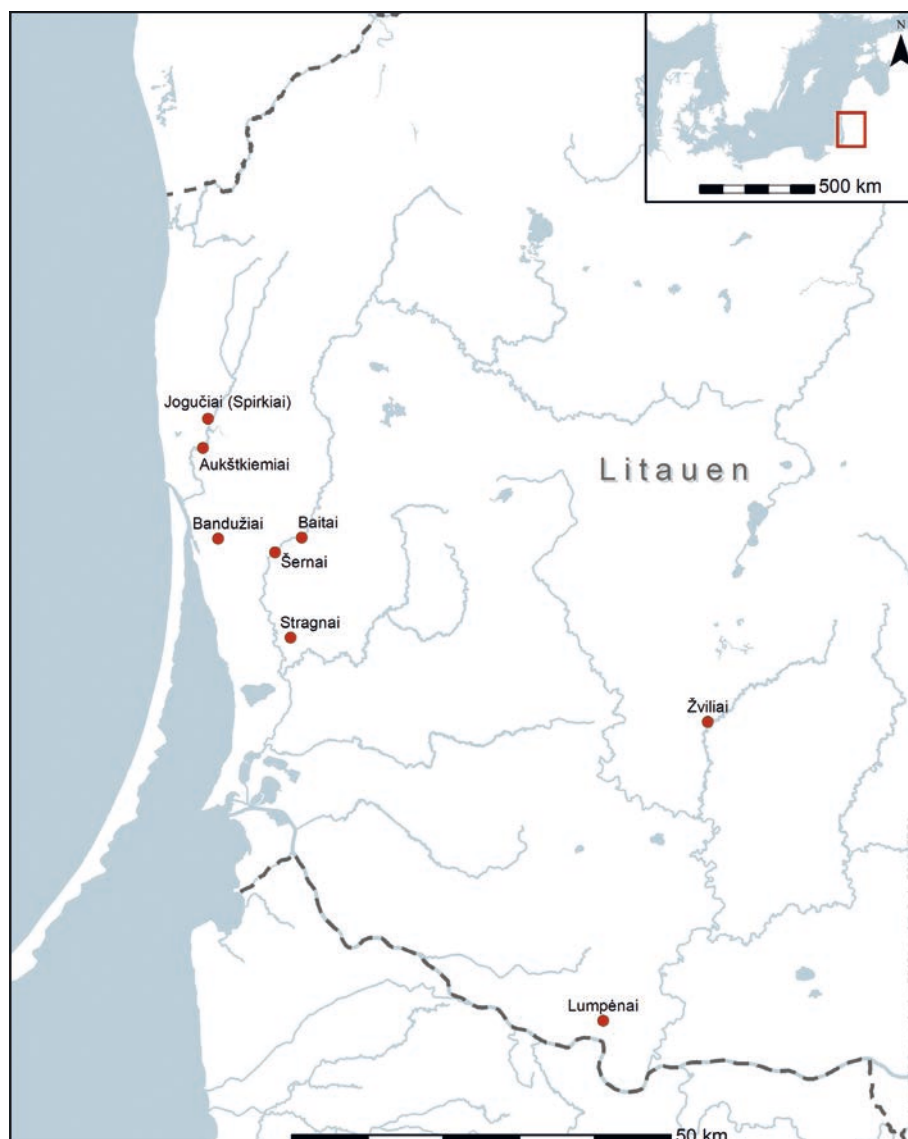 N
500 km
Jogučiai (Spirkiai)
Aukštkiemiai
Litauen
Bandužiai
Baitai
Šernai
Stragnai
Žviliai
Lumpėnai
50 km